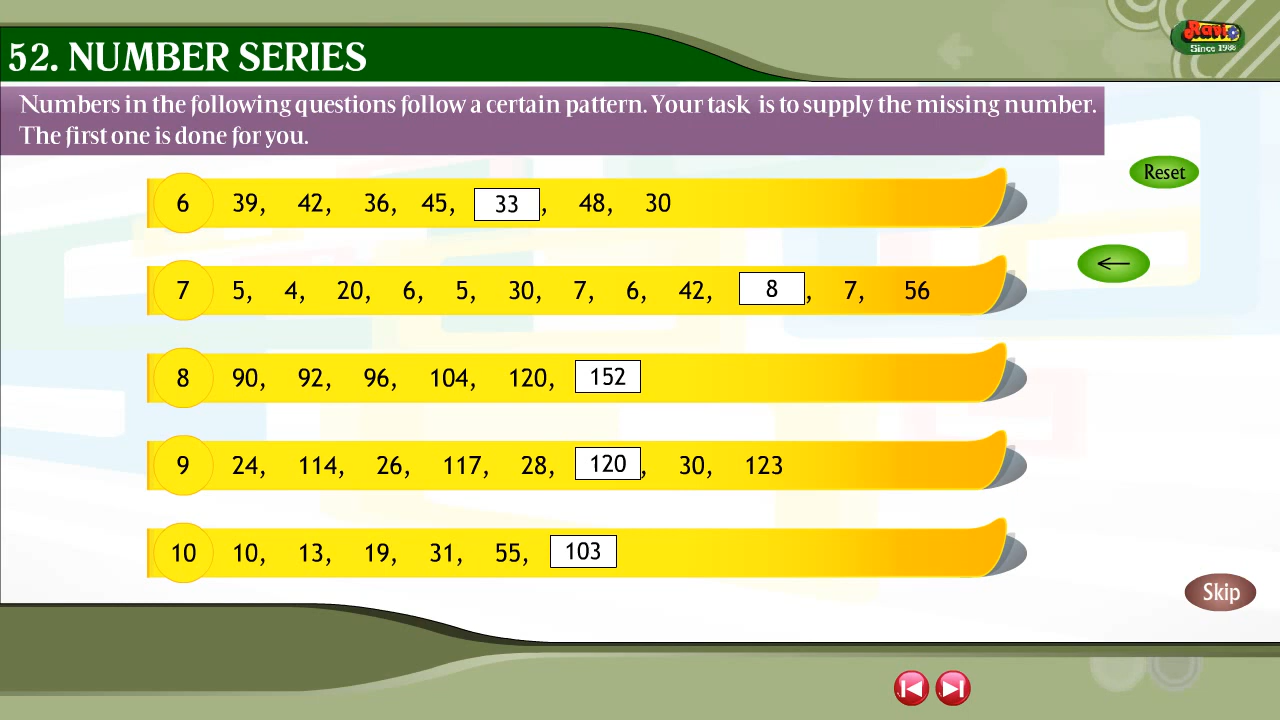 52. NUMBER SERIES
Ravi
Since 1986
Numbers in the following questions follow a certain pattern. Your task is to supply the missing number.
The first one is done for you.
Reset
6 39, 42, 36, 45, 33, 48, 30
7 5, 4, 20, 6, 5, 30, 7, 6, 42, 8, 7, 56
8 90, 92, 96, 104, 120, 152
9 24, 114, 26, 117, 28, 120, 30, 123
10 10, 13, 19, 31, 55, 103
Skip